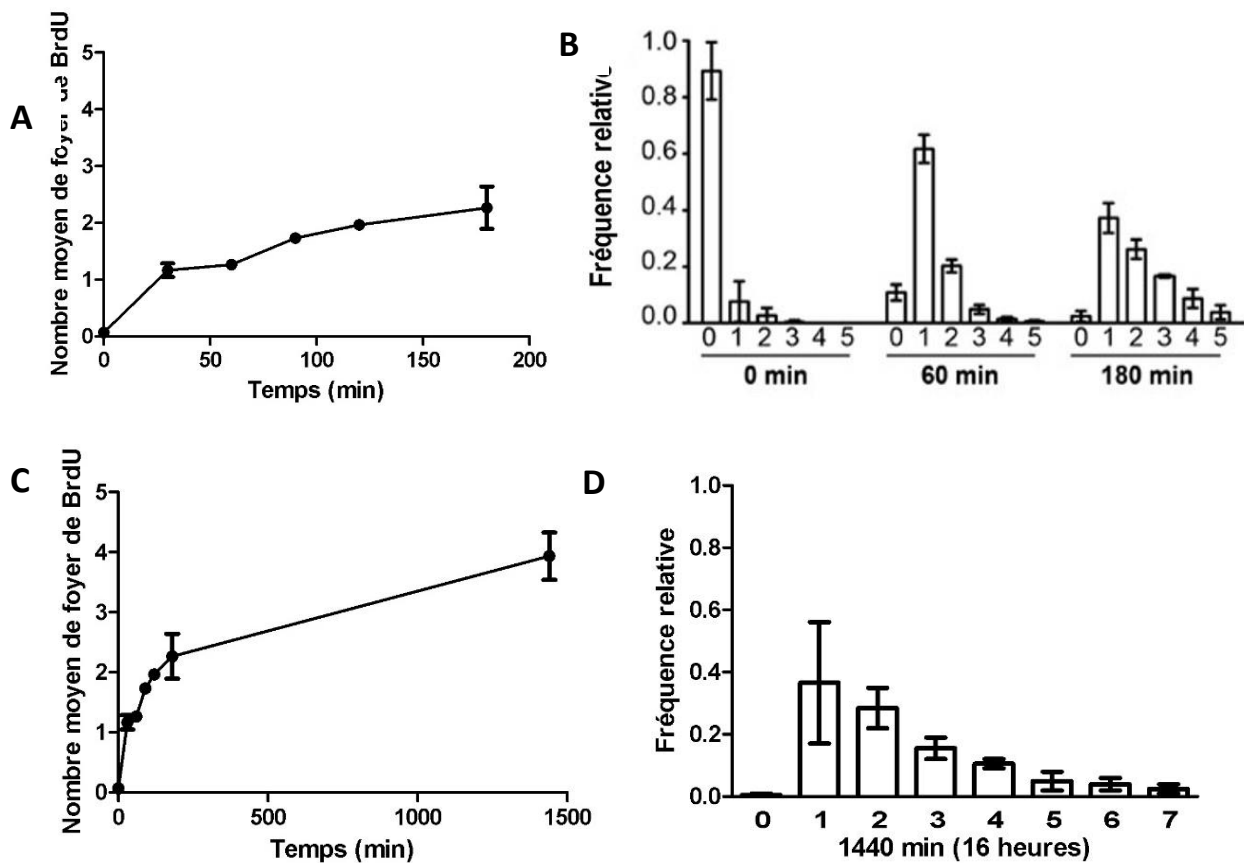 A
Nombre moyen de foyer de BrdU
5
4
3
2
1
0
0 50 100 150 200
Temps (min)
B
Fréquence relative
1.0
0.8
0.6
0.4
0.2
0.0
0 1 2 3 4 5 0 1 2 3 4 5 0 1 2 3 4 5
0 min 60 min 180 min
C
Nombre moyen de foyer de BrdU
5
4
3
2
1
0
0 500 1000 1500
Temps (min)
D
Fréquence relative
1.0
0.8
0.6
0.4
0.2
0.0
0 1 2 3 4 5 6 7
1440 min (16 heures)